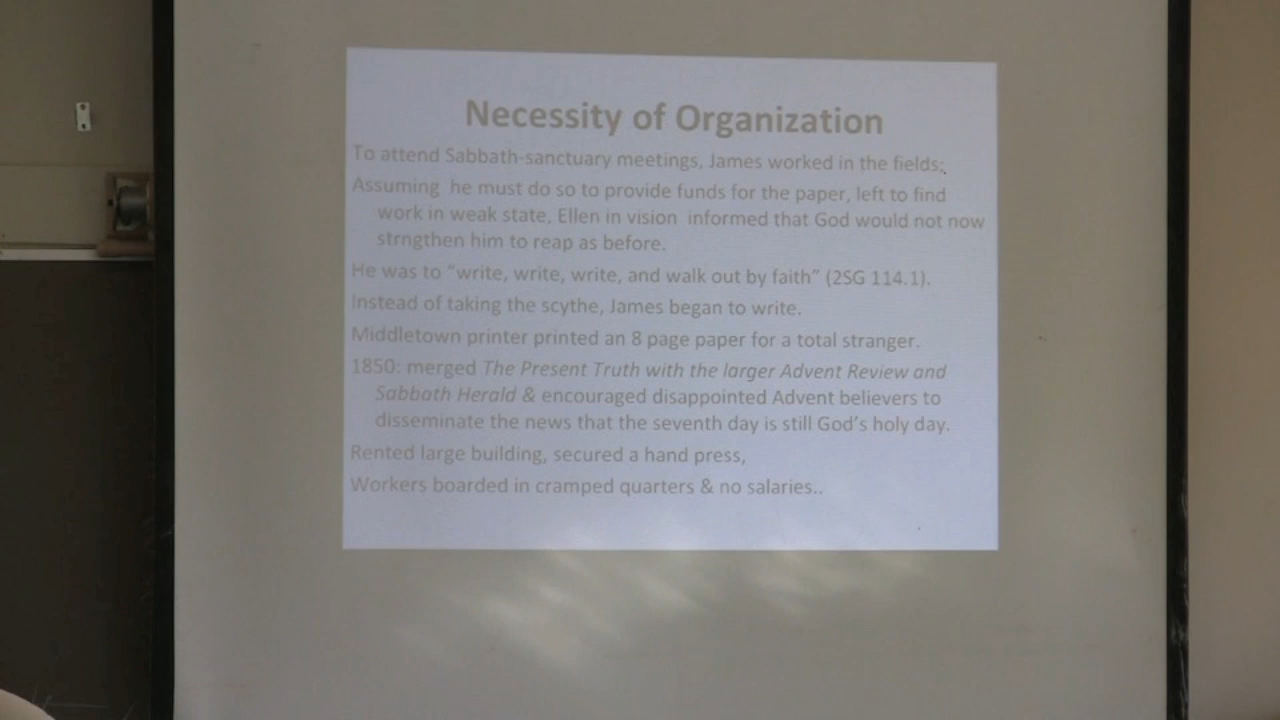 Necessity of Organization
To attend Sabbath-sanctuary meetings, James worked in the fields;
Assuming he must do so to provide funds for the paper, left to find
work in weak state, Ellen in vision informed that God would not now
strngthen him to reap as before.
He was to “write, write, write, and walk out by faith” (2SG 114.1).
Instead of taking the scythe, James began to write.
Middletown printer printed an 8 page paper for a total stranger.
1850: merged The Present Truth with the larger Advent Review and
Sabbath Herald & encouraged disappointed Advent believers to
disseminate the news that the seventh day is still God’s holy day.
Rented large building, secured a hand press,
Workers boarded in cramped quarters & no salaries..